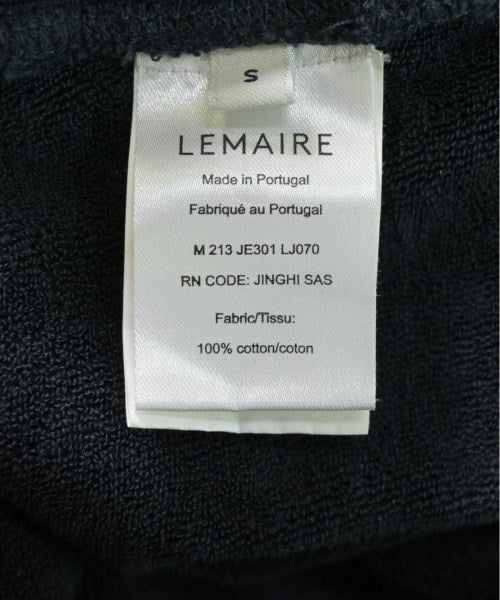 S
LEMAIRE
Made in Portugal
Fabriqué au Portugal
M 213 JE301 LJ070
RN CODE: JINGHI SAS
Fabric/Tissu:
100% cotton/coton